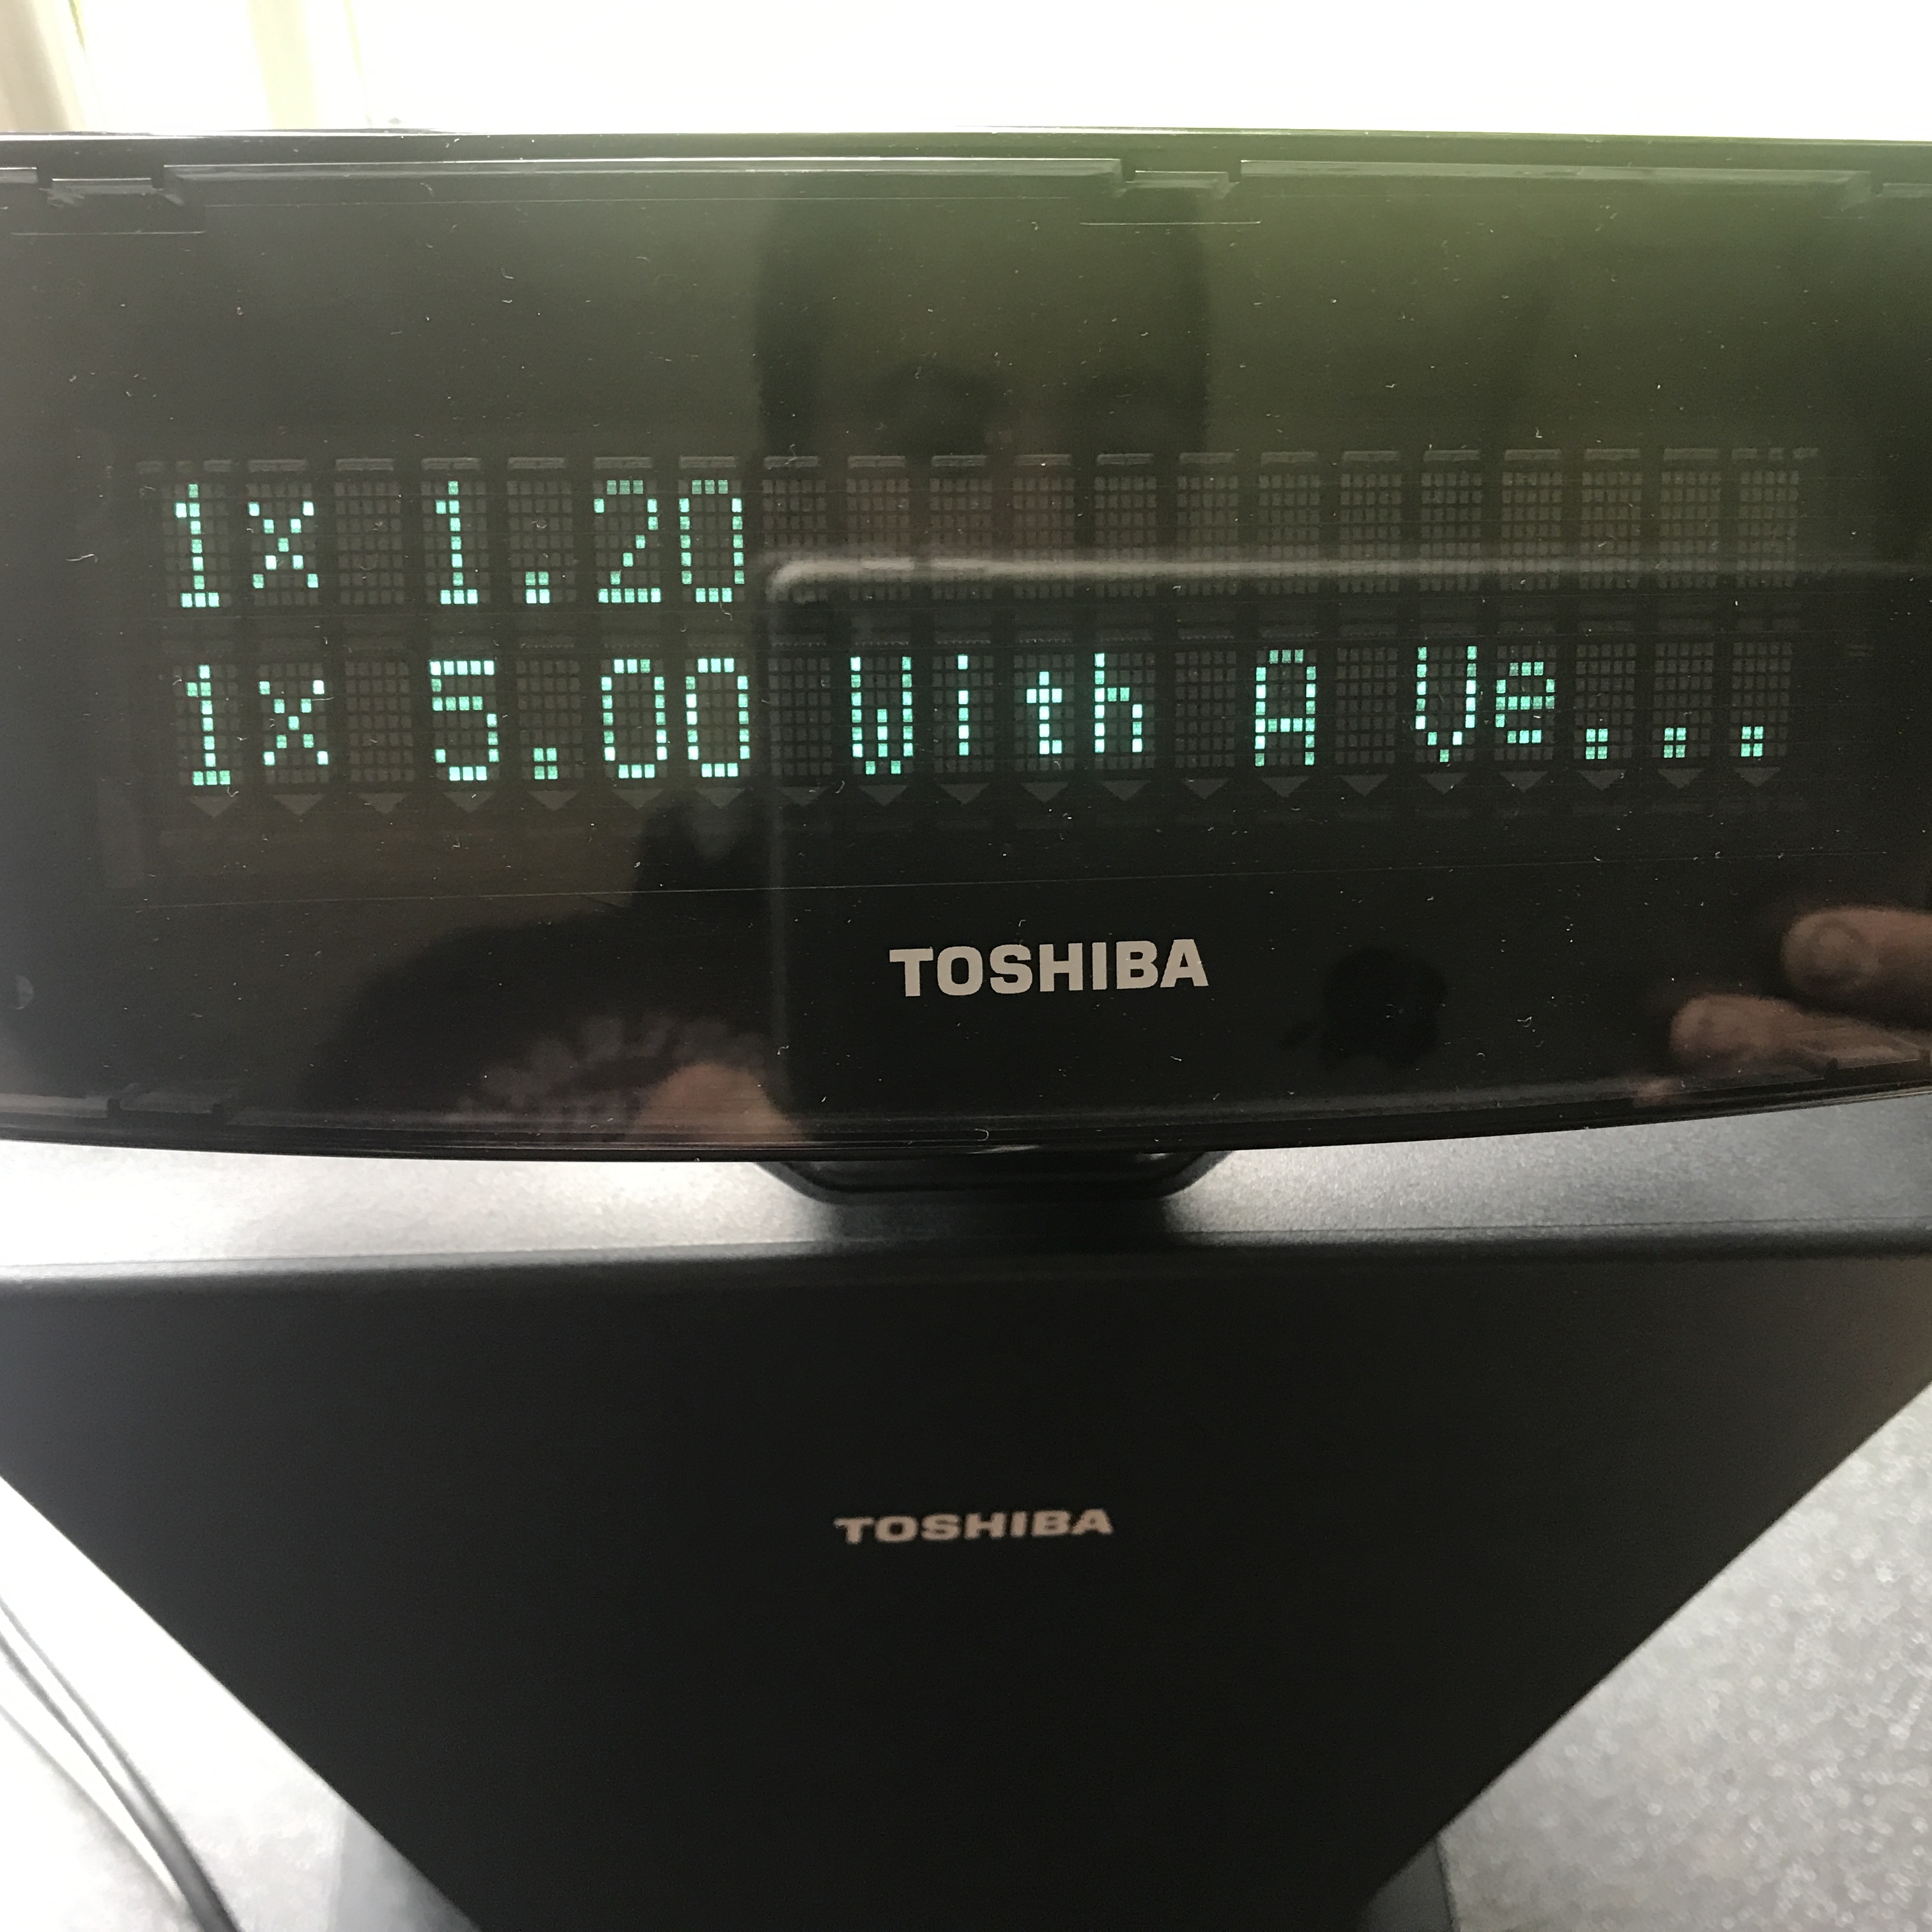 1x 1.20
1x 5.00 With A Ve...
TOSHIBA
TOSHIBA